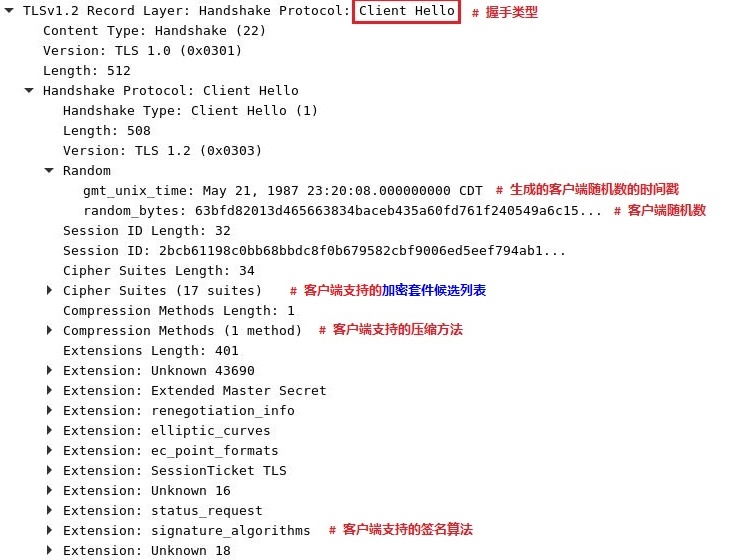 TLSv1.2 Record Layer: Handshake Protocol: Client Hello # 握手类型
Content Type: Handshake (22)
Version: TLS 1.0 (0x0301)
Length: 512
Handshake Protocol: Client Hello
Handshake Type: Client Hello (1)
Length: 508
Version: TLS 1.2 (0x0303)
Random
gmt_unix_time: May 21, 1987 23:20:08.000000000 CDT # 生成的客户端随机数的时间戳
random_bytes: 63bfd82013d465663834baceb435a60fd761f240549a6c15... # 客户端随机数
Session ID Length: 32
Session ID: 2bcb61198c0bb68bbdc8f0b679582cbf9006ed5eef794ab1...
Cipher Suites Length: 34
Cipher Suites (17 suites) # 客户端支持的加密套件候选列表
Compression Methods Length: 1
Compression Methods (1 method) # 客户端支持的压缩方法
Extensions Length: 401
Extension: Unknown 43690
Extension: Extended Master Secret
Extension: renegotiation_info
Extension: elliptic_curves
Extension: ec_point_formats
Extension: SessionTicket TLS
Extension: Unknown 16
Extension: status_request
Extension: signature_algorithms # 客户端支持的签名算法
Extension: Unknown 18